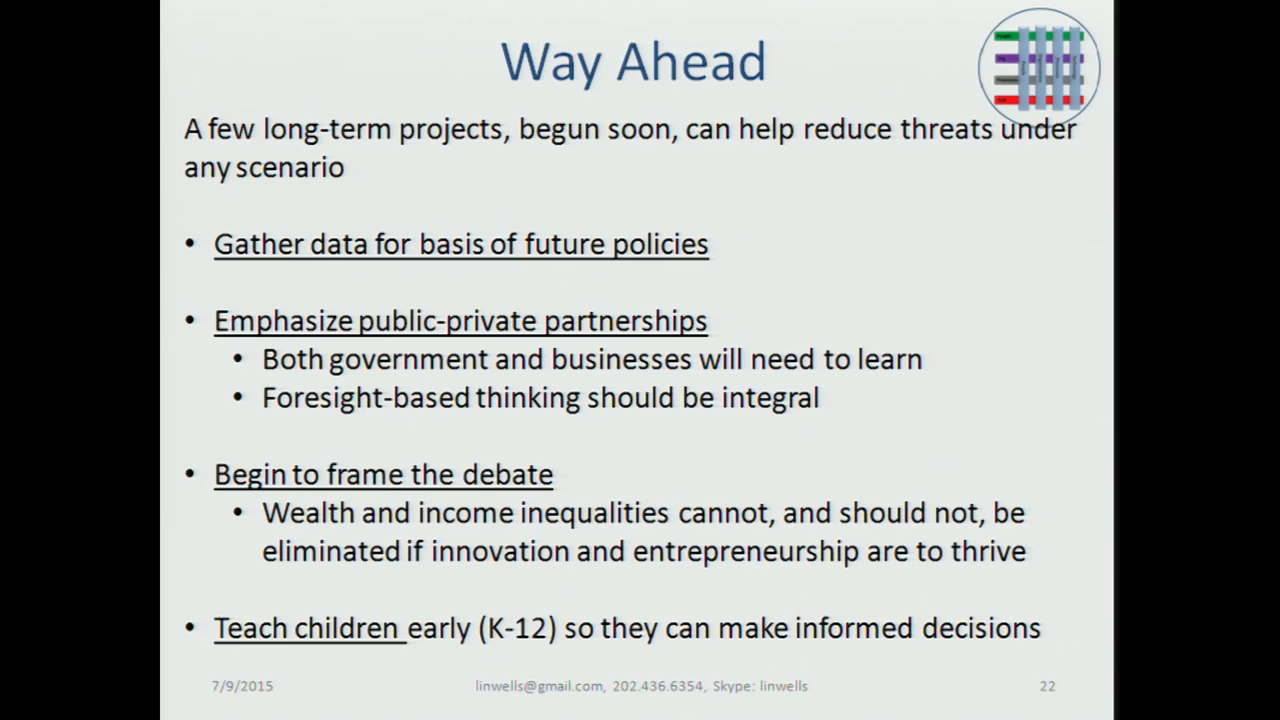 Way Ahead
A few long-term projects, begun soon, can help reduce threats under
any scenario
• Gather data for basis of future policies
• Emphasize public-private partnerships
• Both government and businesses will need to learn
• Foresight-based thinking should be integral
• Begin to frame the debate
• Wealth and income inequalities cannot, and should not, be
eliminated if innovation and entrepreneurship are to thrive
• Teach children early (K-12) so they can make informed decisions
7/9/2015 linwells@gmail.com, 202.436.6354, Skype: linwells 22